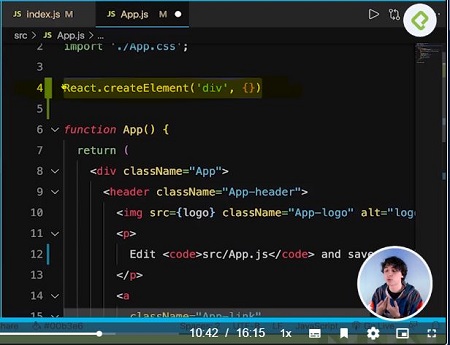 JS index.js M
JS App.js M
src > JS App.js > ...
2 import './App.css';
3
4 React.createElement('div', {})
5
6 function App() {
7 return (
8 <div className="App">
9 <header className="App-header">
10 <img src={logo} className="App-logo" alt="logo
11 <p>
12 Edit <code>src/App.js</code> and save
13 </p>
14 <a
15 className="App-link"
JavaScript
10:42 / 16:15 1x